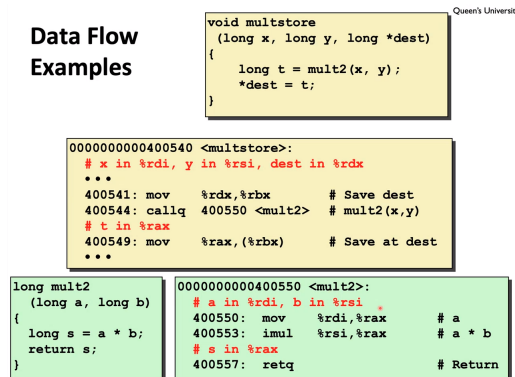 Queen's Universit
Data Flow
Examples
void multstore
(long x, long y, long *dest)
{
long t = mult2(x, y);
*dest = t;
}
0000000000400540 <multstore>:
# x in %rdi, y in %rsi, dest in %rdx
• • •
400541: mov %rdx,%rbx # Save dest
400544: callq 400550 <mult2> # mult2(x,y)
# t in %rax
400549: mov %rax,(%rbx) # Save at dest
• • •
long mult2
(long a, long b)
{
long s = a * b;
return s;
}
0000000000400550 <mult2>:
# a in %rdi, b in %rsi
400550: mov %rdi,%rax # a
400553: imul %rsi,%rax # a * b
# s in %rax
400557: retq # Return